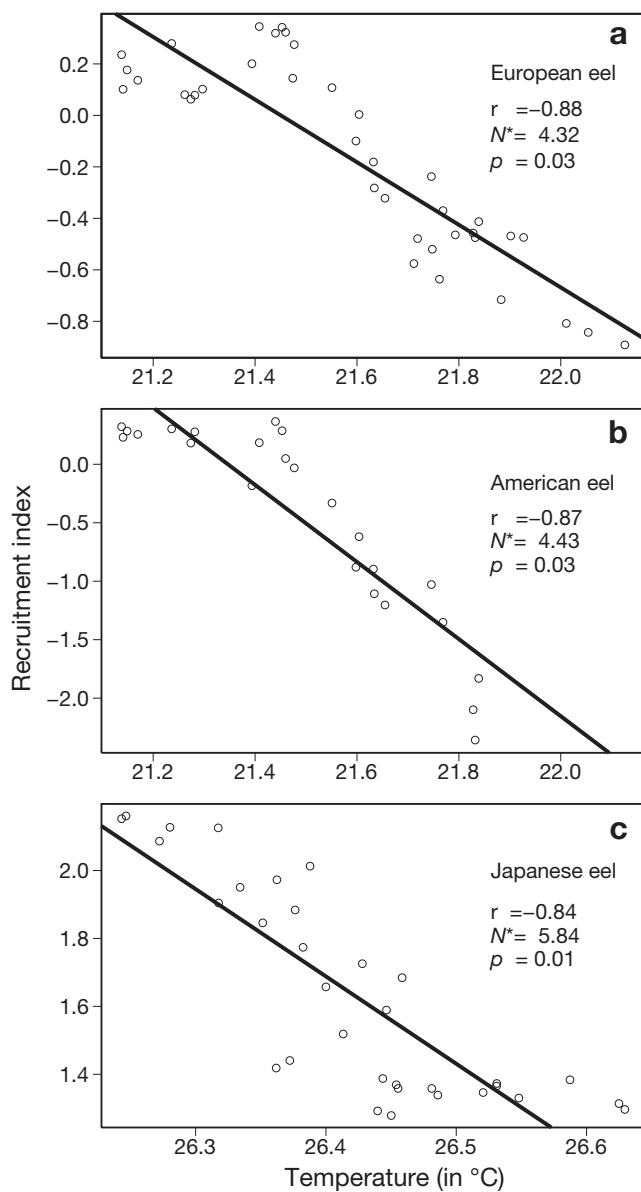 a
European eel
r =–0.88
N*= 4.32
p = 0.03
0.2
0.0
–0.2
–0.4
–0.6
–0.8
21.2 21.4 21.6 21.8 22.0
b
American eel
r =–0.87
N*= 4.43
p = 0.03
Recruitment index
0.0
–0.5
–1.0
–1.5
–2.0
21.2 21.4 21.6 21.8 22.0
c
Japanese eel
r =–0.84
N*= 5.84
p = 0.01
2.0
1.8
1.6
1.4
26.3 26.4 26.5 26.6
Temperature (in °C)